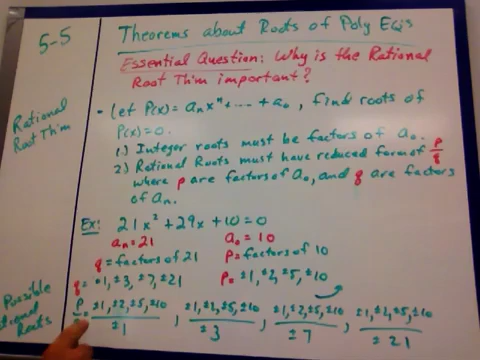 5-5
Theorems about Roots of Poly EQs
Essential Question: Why is the Rational
Root Th'm important?
Rational
Root Th'm
- Let P(x) = aₙxⁿ + ... + a₀, find roots of
P(x)=0.
1.) Integer roots must be factors of a₀.
2) Rational Roots must have reduced form of p/q
where p are factors of a₀, and q are factors
of aₙ.
Ex: 21x² + 29x + 10 = 0
aₙ = 21 a₀ = 10
q = factors of 21 p = factors of 10
q = ±1, ±3, ±7, ±21 p = ±1, ±2, ±5, ±10
Possible
Roots
p/q = ±1, ±2, ±5, ±10 / ±1 , ±1, ±2, ±5, ±10 / ±3 , ±1, ±2, ±5, ±10 / ±7 , ±1, ±2, ±5, ±10 / ±21